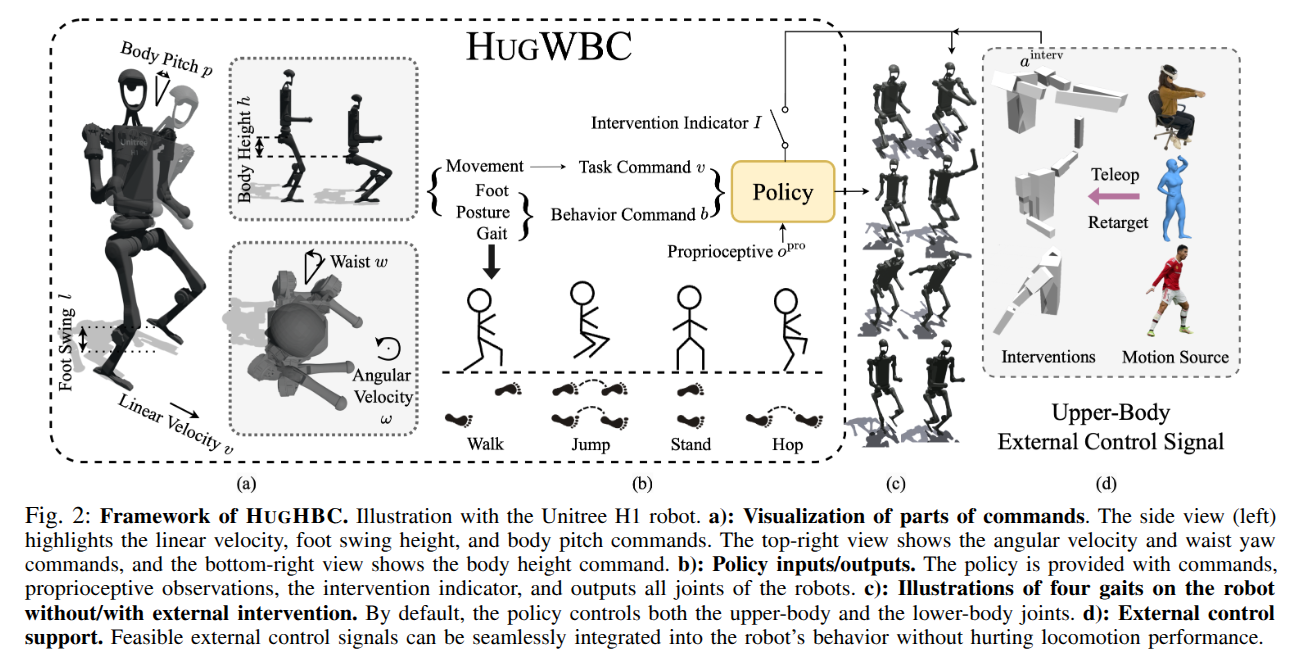 HUGWBC
Body Pitch p
Body Height h
Foot Swing l
Linear Velocity v
Waist w
Angular
Velocity
ω
Unitree
Movement
Foot
Posture
Gait
Task Command v
Behavior Command b
Intervention Indicator I
Policy
Proprioceptive o^pro
Walk
Jump
Stand
Hop
a^interv
Teleop
Retarget
Interventions
Motion Source
Upper-Body
External Control Signal
(a)
(b)
(c)
(d)
Fig. 2: Framework of HUGHBC. Illustration with the Unitree H1 robot. a): Visualization of parts of commands. The side view (left)
highlights the linear velocity, foot swing height, and body pitch commands. The top-right view shows the angular velocity and waist yaw
commands, and the bottom-right view shows the body height command. b): Policy inputs/outputs. The policy is provided with commands,
proprioceptive observations, the intervention indicator, and outputs all joints of the robots. c): Illustrations of four gaits on the robot
without/with external intervention. By default, the policy controls both the upper-body and the lower-body joints. d): External control
support. Feasible external control signals can be seamlessly integrated into the robot's behavior without hurting locomotion performance.